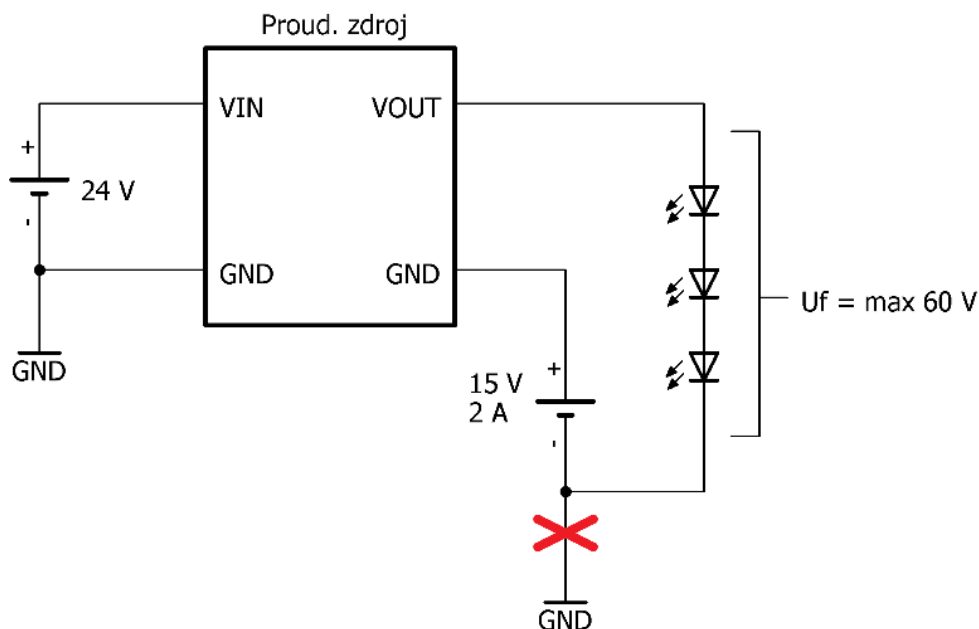 Proud. zdroj
VIN
VOUT
+
24 V
-
GND
GND
GND
Uf = max 60 V
+
15 V
2 A
-
GND